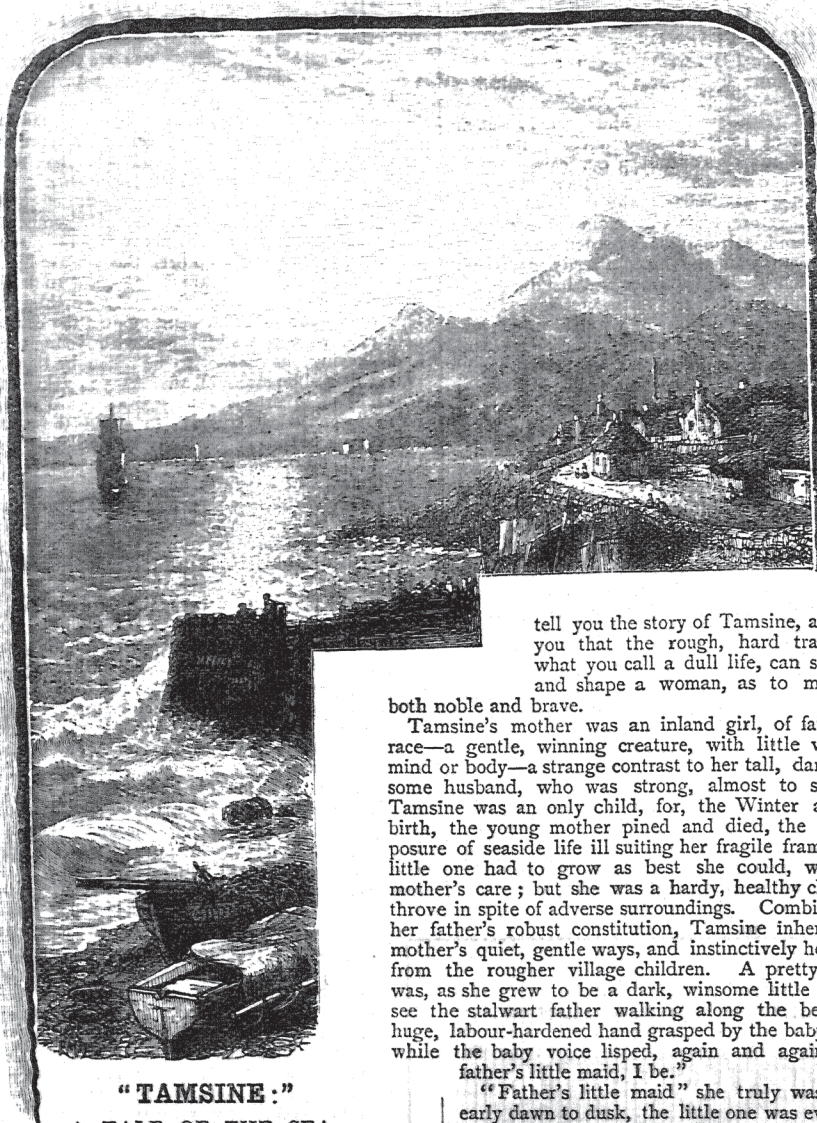 "TAMSINE:"
A TALE OF THE SEA
tell you the story of Tamsine, a
you that the rough, hard tra
what you call a dull life, can s
and shape a woman, as to m
both noble and brave.
Tamsine's mother was an inland girl, of fa
race—a gentle, winning creature, with little v
mind or body—a strange contrast to her tall, dar
some husband, who was strong, almost to s
Tamsine was an only child, for, the Winter a
birth, the young mother pined and died, the
posure of seaside life ill suiting her fragile fram
little one had to grow as best she could, w
mother's care; but she was a hardy, healthy c
throve in spite of adverse surroundings. Combi
her father's robust constitution, Tamsine inher
mother's quiet, gentle ways, and instinctively he
from the rougher village children. A pretty
was, as she grew to be a dark, winsome little
see the stalwart father walking along the be
huge, labour-hardened hand grasped by the bab
while the baby voice lisped, again and again
father's little maid, I be."
"Father's little maid" she truly was
early dawn to dusk, the little one was ev